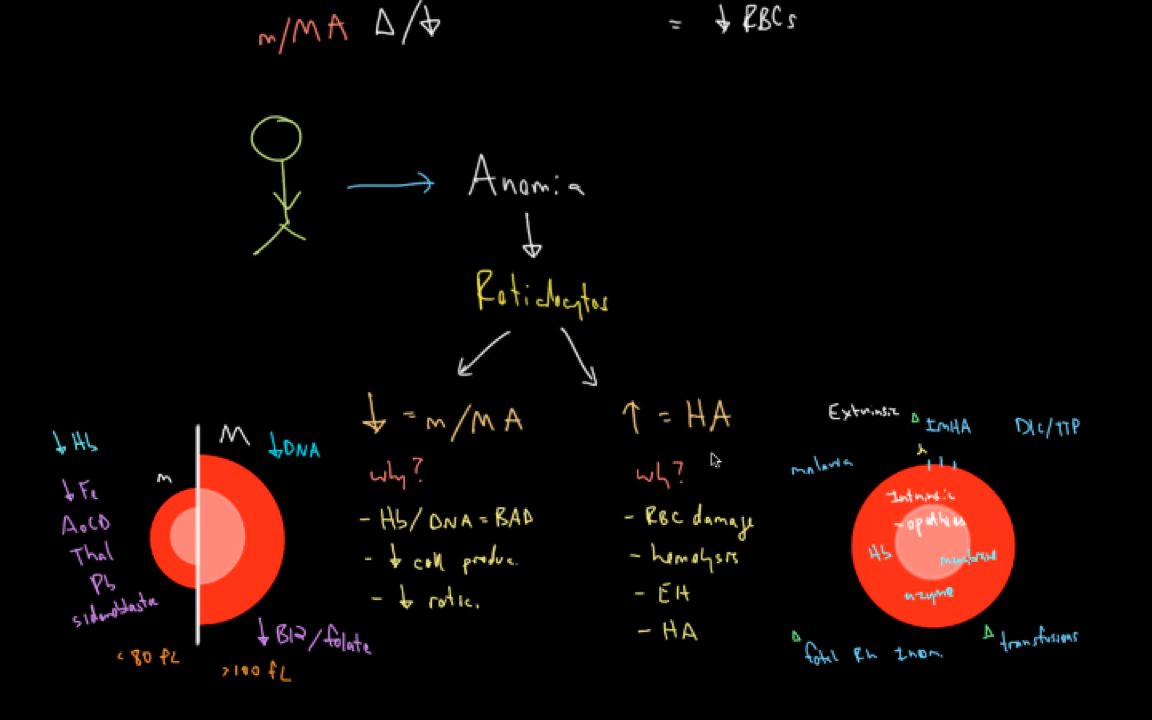 m/MA Δ/↓ = ↓ RBCs
Anemia
Reticulocytes
↓ = m/MA
why?
- Hb/DNA = BAD
- ↓ cell produc.
- ↓ retic.
↑ = HA
why?
- RBC damage
- hemolysis
- EH
- HA
↓Hb
m
M
↓DNA
↓Fe
AoCD
Thal
Pb
sideroblastic
<80 fL
>100 fL
↓B12/folate
Extrinsic
Δ ImHA
DIC/TTP
malaria
Intrinsic
-opathies
Hb
membrane
enzyme
Δ fetal Rh
Δ transfusions